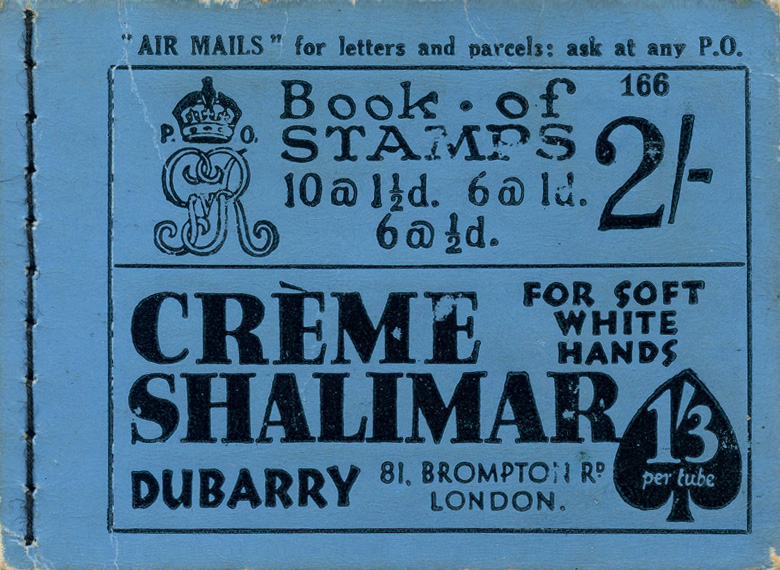 "AIR MAILS" for letters and parcels: ask at any P.O.
166
P. O.
GR
Book · of
STAMPS
2/-
10 @ 1½d. 6 @ 1d.
6 @ ½d.
CRÈME
SHALIMAR
FOR SOFT
WHITE
HANDS
1/3
per tube
DUBARRY
81, BROMPTON RD
LONDON.